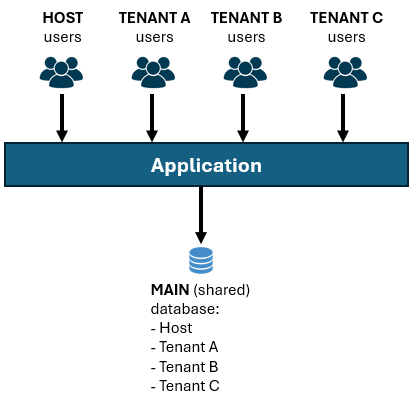 HOST
users
TENANT A
users
TENANT B
users
TENANT C
users
Application
MAIN (shared)
database:
- Host
- Tenant A
- Tenant B
- Tenant C